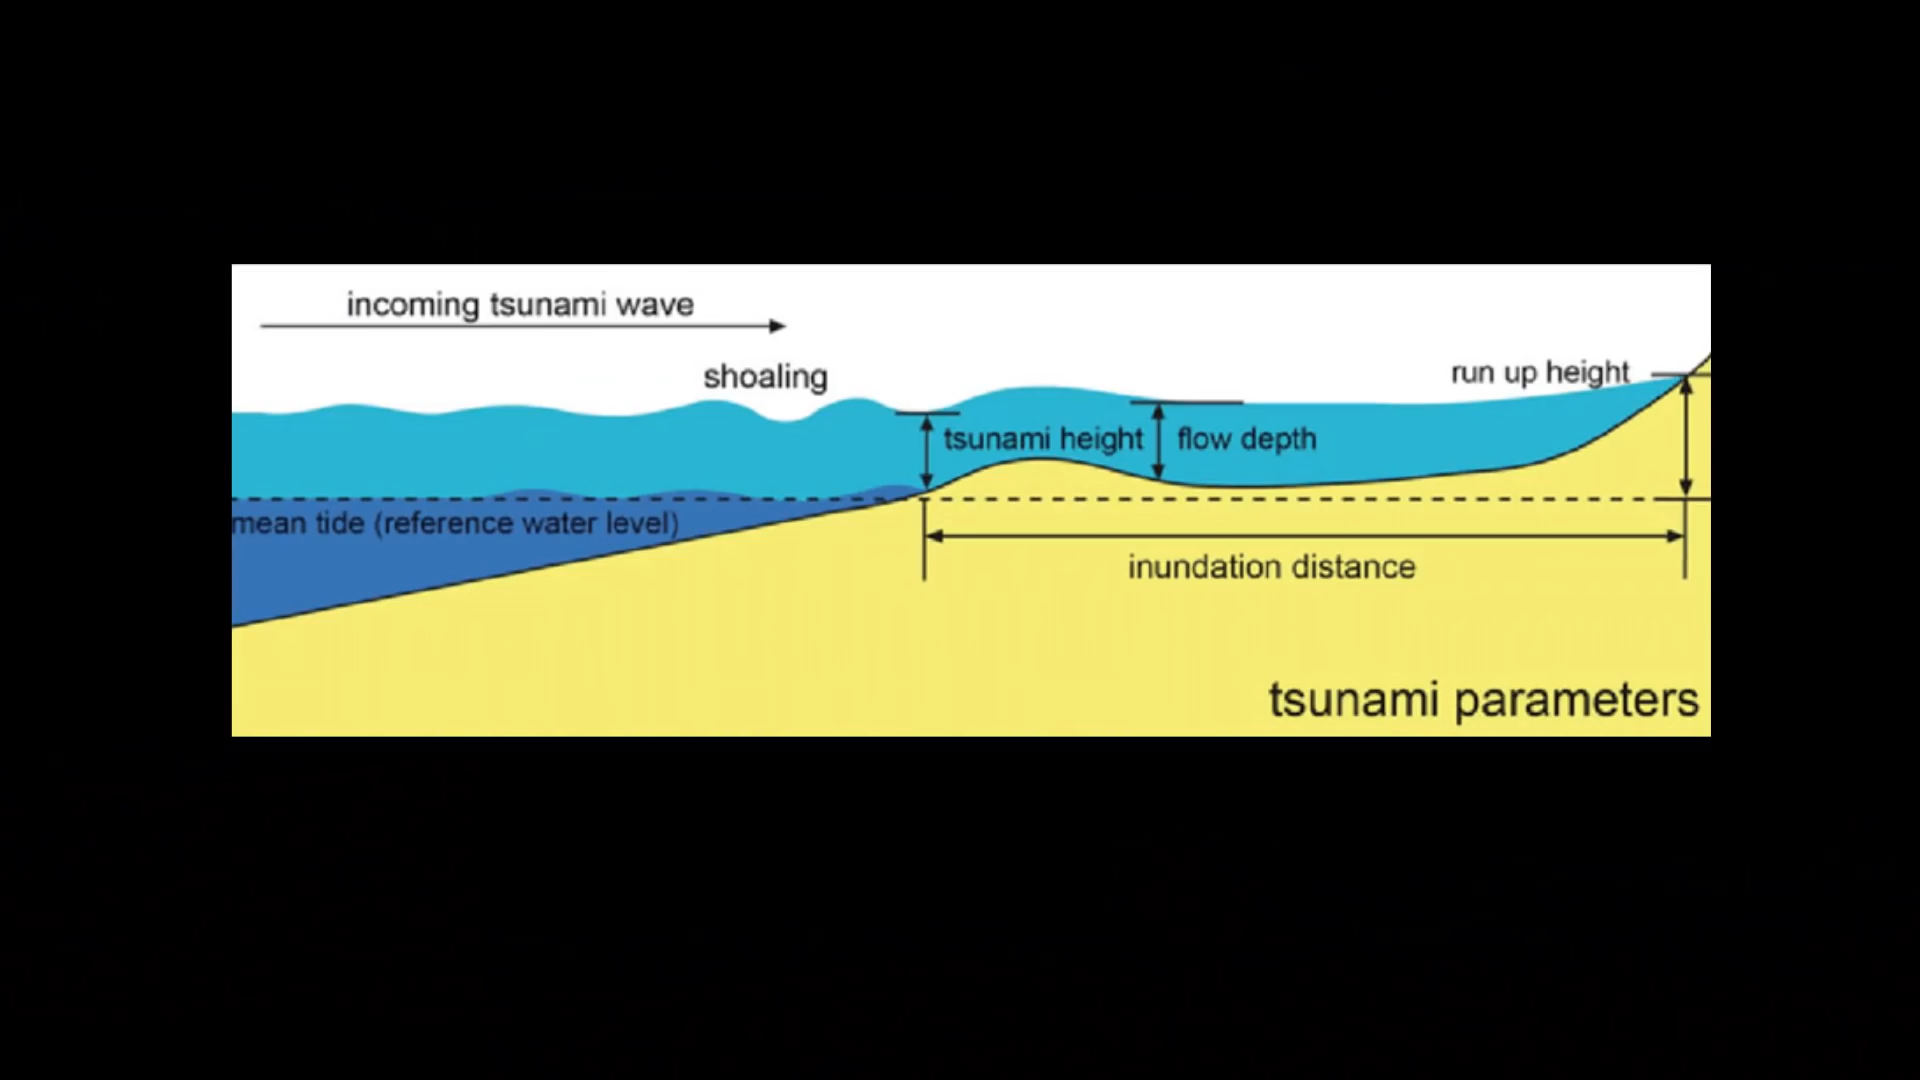 incoming tsunami wave
shoaling
run up height
tsunami height
flow depth
mean tide (reference water level)
inundation distance
tsunami parameters